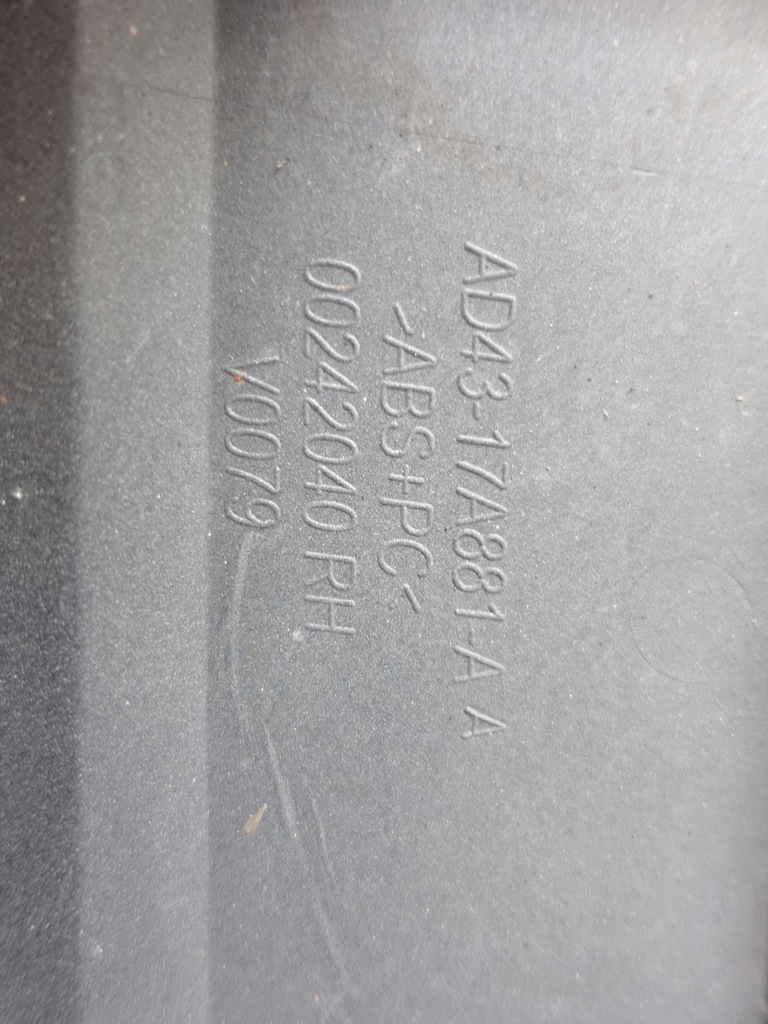 AD43-17A881-A A
>ABS+PC<
00242040 RH
V0079